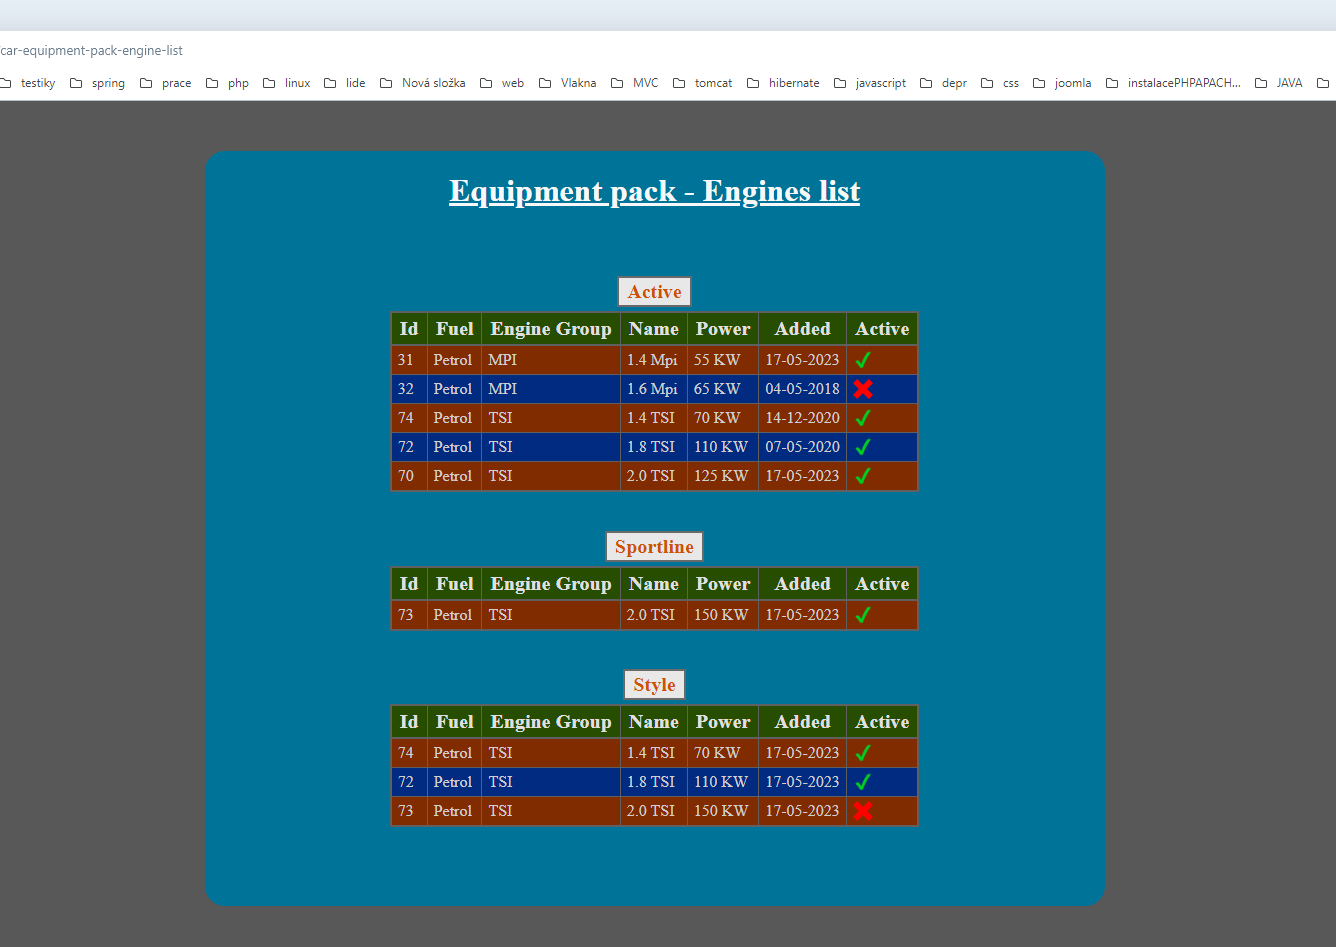 car-equipment-pack-engine-list
testiky spring prace php linux lide Nová složka web Vlakna MVC tomcat hibernate javascript depr css joomla instalacePHPAPACH... JAVA
Equipment pack - Engines list
Active
Id Fuel Engine Group Name Power Added Active
31 Petrol MPI 1.4 Mpi 55 KW 17-05-2023
32 Petrol MPI 1.6 Mpi 65 KW 04-05-2018
74 Petrol TSI 1.4 TSI 70 KW 14-12-2020
72 Petrol TSI 1.8 TSI 110 KW 07-05-2020
70 Petrol TSI 2.0 TSI 125 KW 17-05-2023
Sportline
Id Fuel Engine Group Name Power Added Active
73 Petrol TSI 2.0 TSI 150 KW 17-05-2023
Style
Id Fuel Engine Group Name Power Added Active
74 Petrol TSI 1.4 TSI 70 KW 17-05-2023
72 Petrol TSI 1.8 TSI 110 KW 17-05-2023
73 Petrol TSI 2.0 TSI 150 KW 17-05-2023